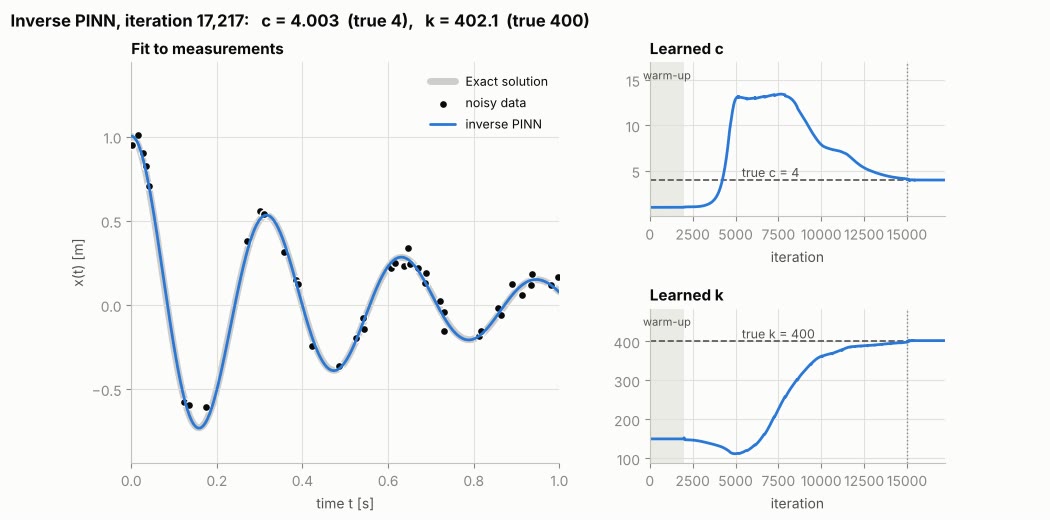 Inverse PINN, iteration 17,217: c = 4.003 (true 4), k = 402.1 (true 400)
Fit to measurements
Exact solution
noisy data
inverse PINN
1.0
0.5
0.0
−0.5
0.0 0.2 0.4 0.6 0.8 1.0
x(t) [m]
time t [s]
Learned c
warm-up
15
10
5
true c = 4
0 2500 5000 7500 10000 12500 15000
iteration
Learned k
warm-up
true k = 400
400
300
200
100
0 2500 5000 7500 10000 12500 15000
iteration